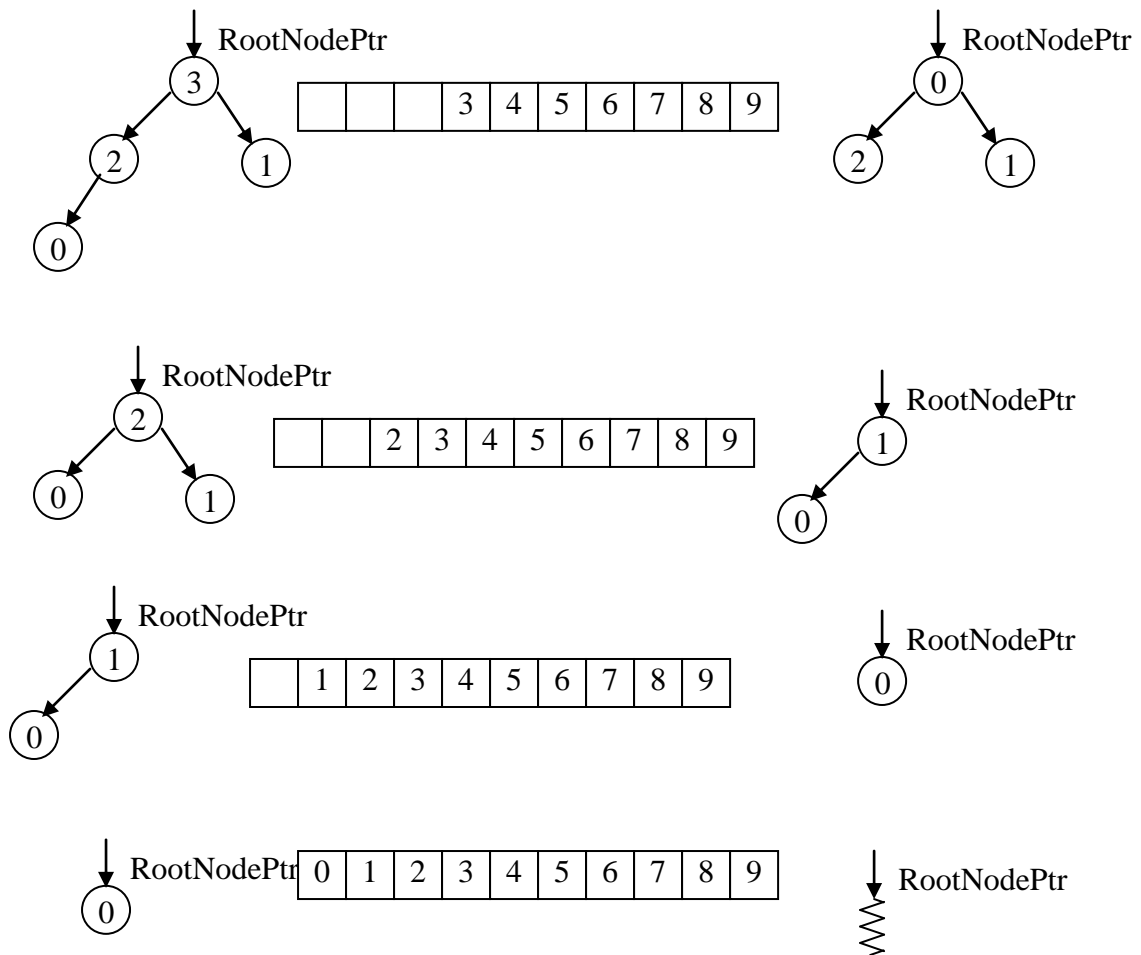 RootNodePtr RootNodePtr
3 3 4 5 6 7 8 9 0
2 1 2 1
0
RootNodePtr
RootNodePtr
2 2 3 4 5 6 7 8 9 1
0 1 0
RootNodePtr
RootNodePtr
1 1 2 3 4 5 6 7 8 9 0
0
RootNodePtr 0 1 2 3 4 5 6 7 8 9 RootNodePtr
0